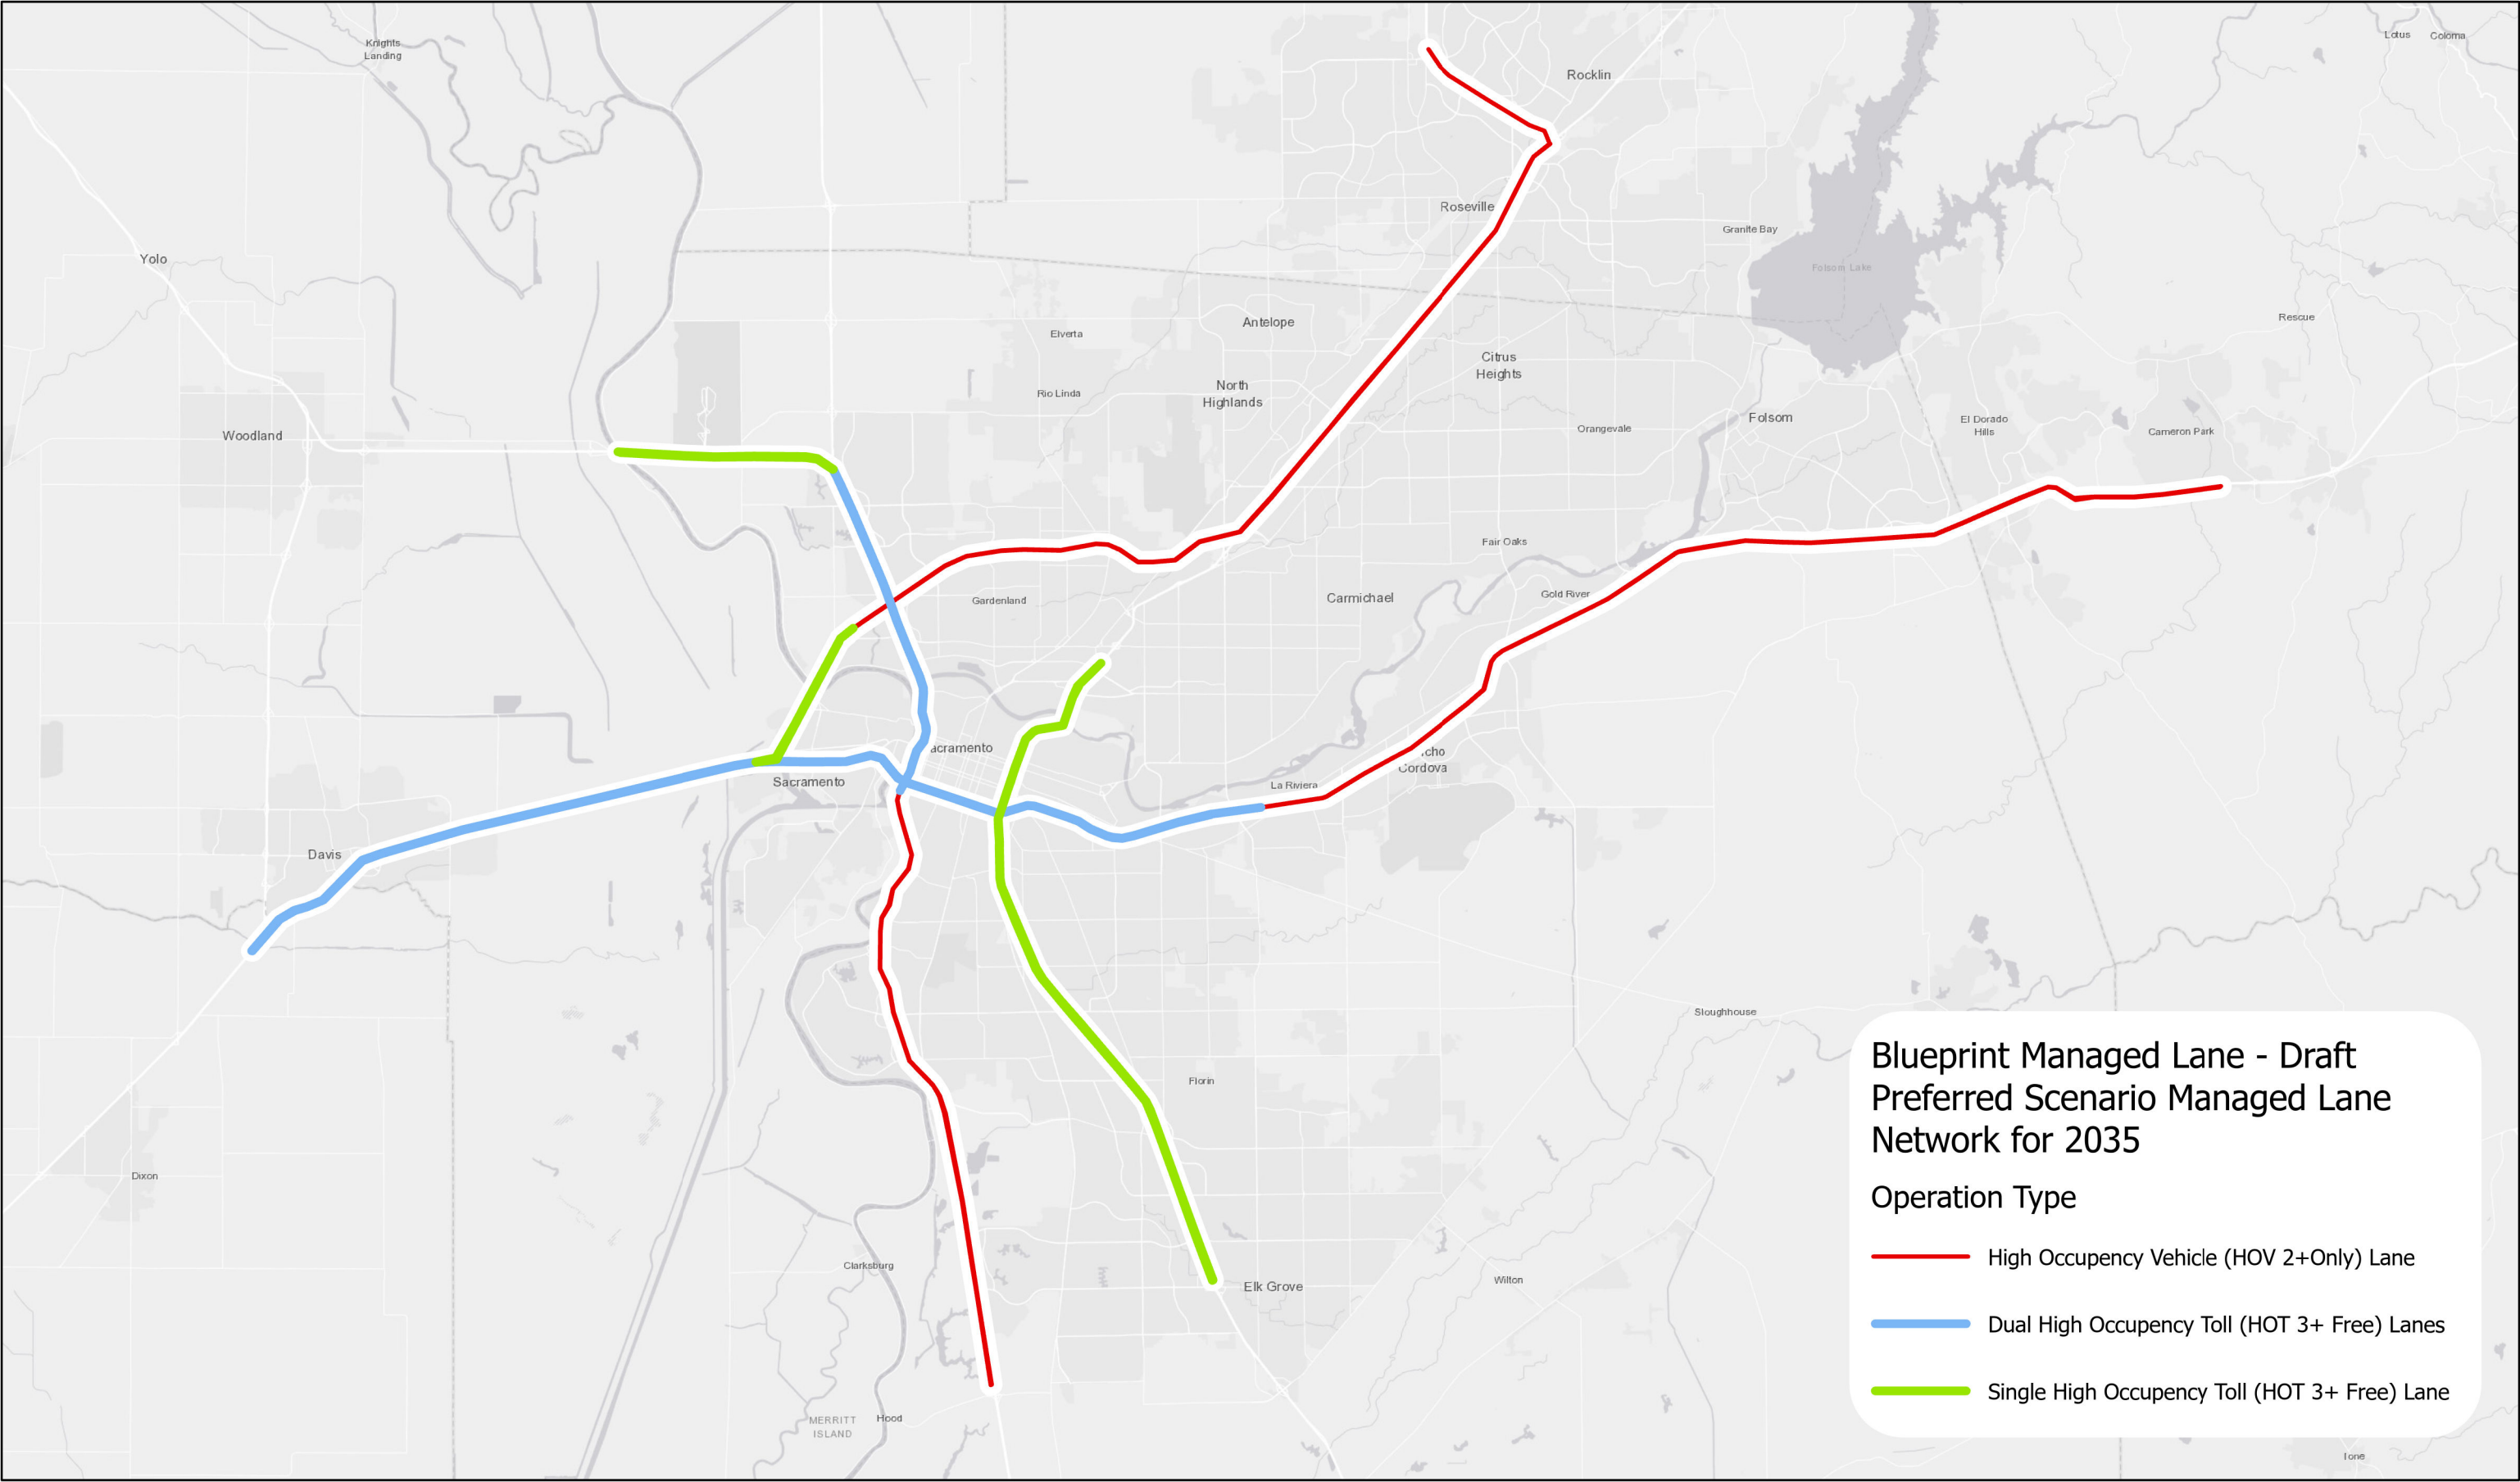 Knights
Landing
Lotus
Coloma
Rocklin
Roseville
Granite Bay
Yolo
Folsom Lake
Rescue
Antelope
Elverta
Citrus
Heights
North
Highlands
Rio Linda
Folsom
El Dorado
Hills
Cameron Park
Orangevale
Woodland
Fair Oaks
Gardenland
Carmichael
Gold River
acramento
cho
Cordova
Sacramento
La Riviera
Davis
Sloughhouse
Florin
Dixon
Clarksburg
Elk Grove
Wilton
MERRITT
ISLAND
Hood
Ione
Blueprint Managed Lane - Draft
Preferred Scenario Managed Lane
Network for 2035
Operation Type
High Occupency Vehicle (HOV 2+Only) Lane
Dual High Occupency Toll (HOT 3+ Free) Lanes
Single High Occupency Toll (HOT 3+ Free) Lane